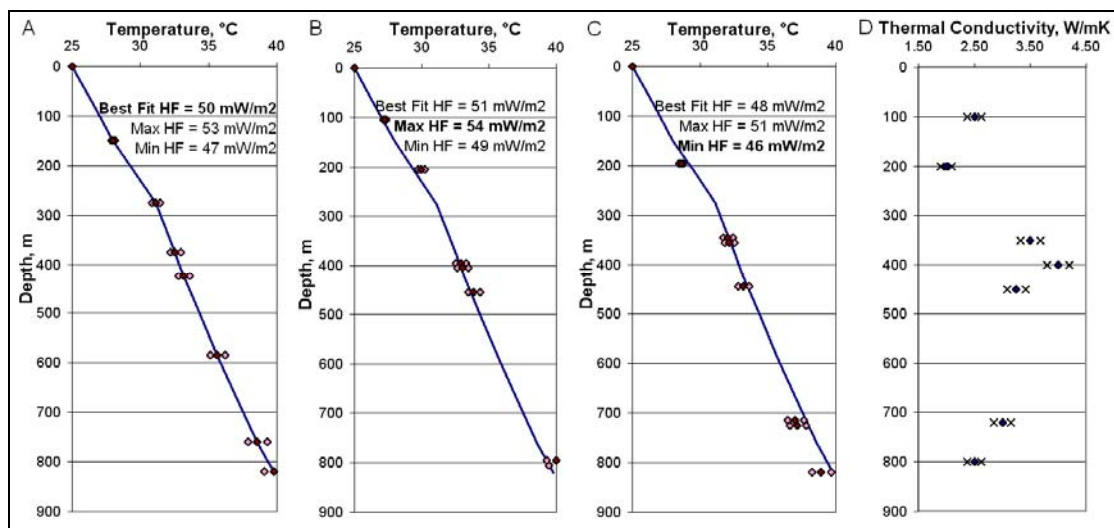 A
Temperature, °C
25 30 35 40
0
100
200
300
400
500
600
700
800
900
Depth, m
Best Fit HF = 50 mW/m2
Max HF = 53 mW/m2
Min HF = 47 mW/m2
B
Temperature, °C
25 30 35 40
0
100
200
300
400
500
600
700
800
900
Depth, m
Best Fit HF = 51 mW/m2
Max HF = 54 mW/m2
Min HF = 49 mW/m2
C
Temperature, °C
25 30 35 40
0
100
200
300
400
500
600
700
800
900
Depth, m
Best Fit HF = 48 mW/m2
Max HF = 51 mW/m2
Min HF = 46 mW/m2
D
Thermal Conductivity, W/mK
1.50 2.50 3.50 4.50
0
100
200
300
400
500
600
700
800
900
Depth, m